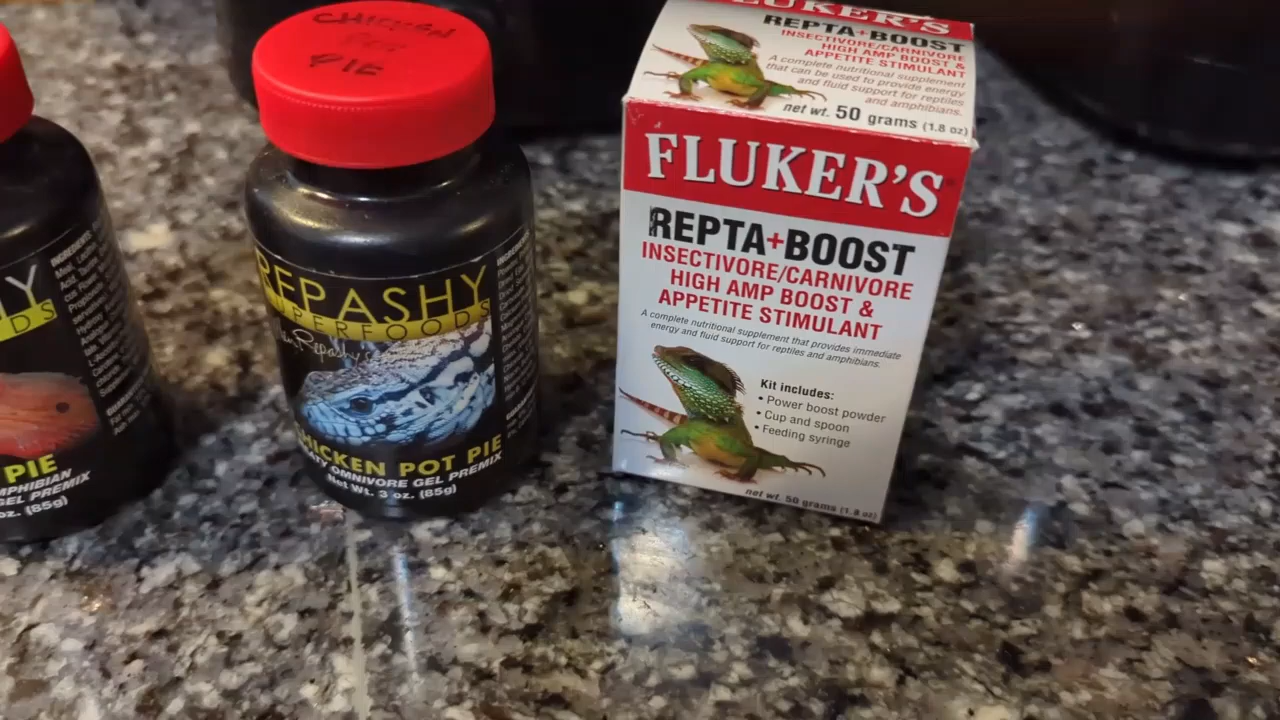 Y
DS
PIE
MPHIBIAN
GEL PREMIX
oz. (85g)
CHICKEN
POT
PIE
REPASHY
SUPERFOODS
Allen Repashy's
CHICKEN POT PIE
MEATY OMNIVORE GEL PREMIX
Net Wt. 3 oz. (85g)
FLUKER'S
REPTA+BOOST
INSECTIVORE/CARNIVORE
HIGH AMP BOOST &
APPETITE STIMULANT
A complete nutritional supplement
that can be used to provide energy
and fluid support for reptiles
and amphibians.
net wt. 50 grams (1.8 oz)
FLUKER'S
REPTA+BOOST
INSECTIVORE/CARNIVORE
HIGH AMP BOOST &
APPETITE STIMULANT
A complete nutritional supplement that provides immediate
energy and fluid support for reptiles and amphibians.
Kit includes:
• Power boost powder
• Cup and spoon
• Feeding syringe
net wt. 50 grams (1.8 oz)